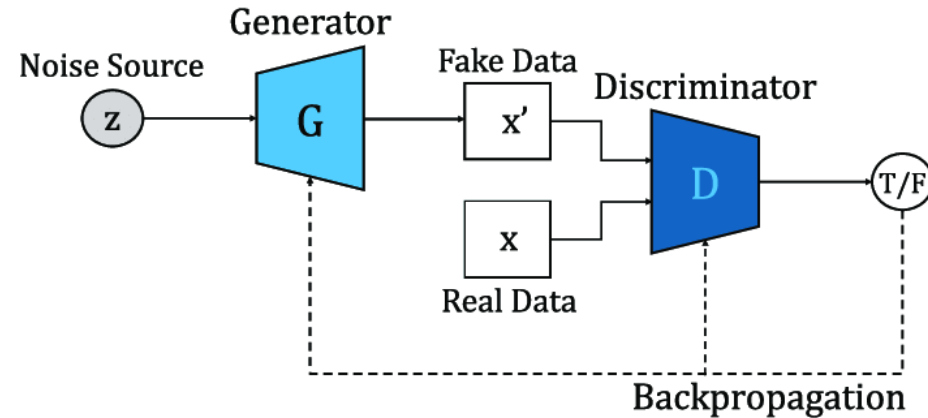 Generator
Noise Source
z
G
Fake Data
x’
Discriminator
D
T/F
x
Real Data
Backpropagation